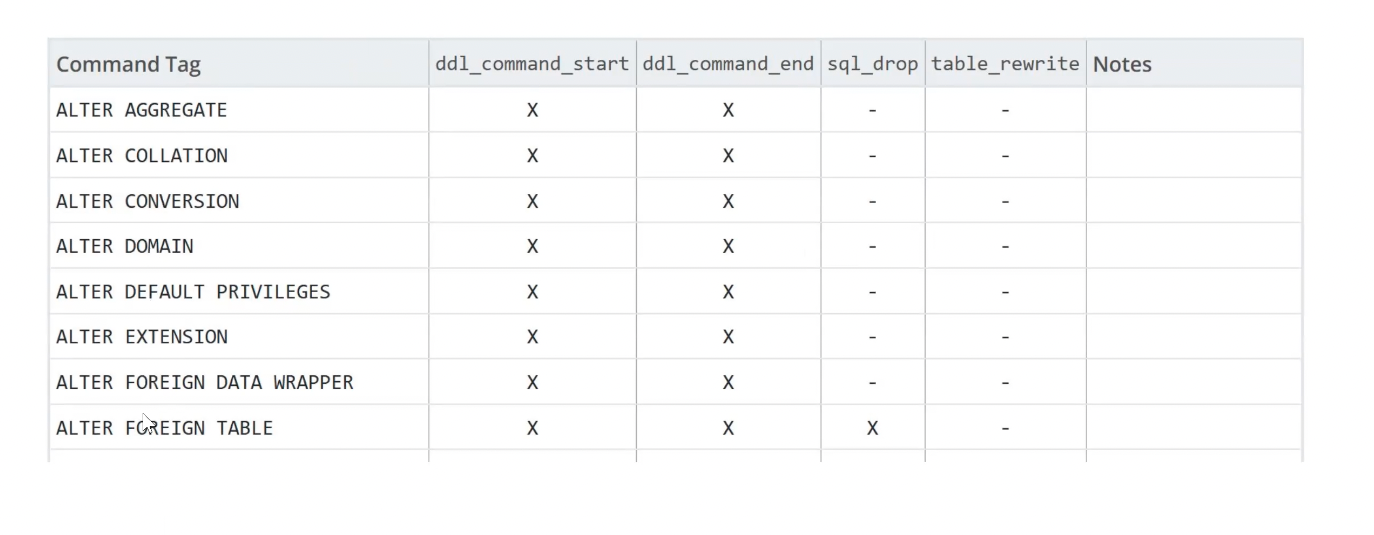 Command Tag ddl_command_start ddl_command_end sql_drop table_rewrite Notes
ALTER AGGREGATE X X - -
ALTER COLLATION X X - -
ALTER CONVERSION X X - -
ALTER DOMAIN X X - -
ALTER DEFAULT PRIVILEGES X X - -
ALTER EXTENSION X X - -
ALTER FOREIGN DATA WRAPPER X X - -
ALTER FOREIGN TABLE X X X -